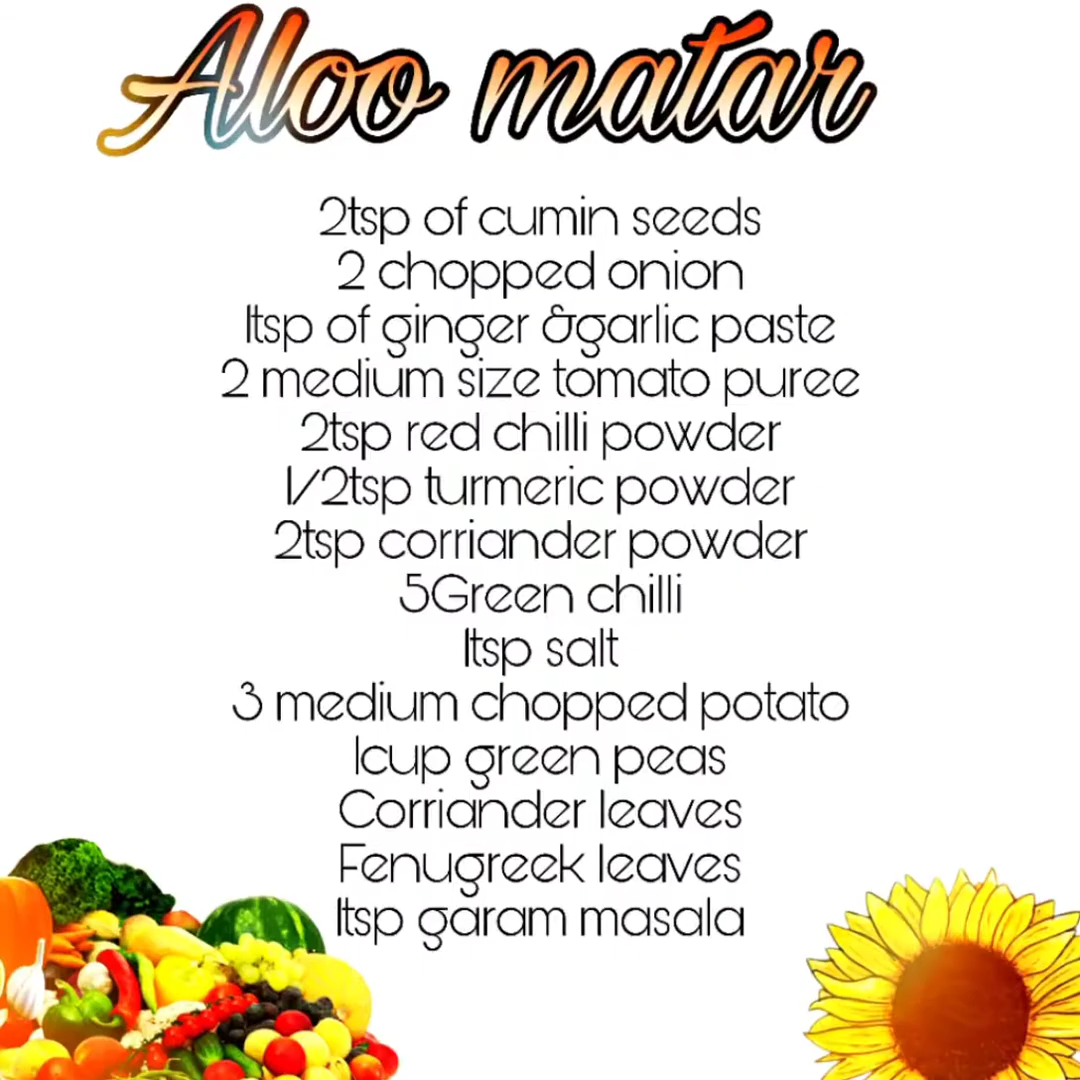 Aloo matar
2tsp of cumin seeds
2 chopped onion
1tsp of ginger &garlic paste
2 medium size tomato puree
2tsp red chilli powder
1/2tsp turmeric powder
2tsp corriander powder
5Green chilli
1tsp salt
3 medium chopped potato
1cup green peas
Corriander leaves
Fenugreek leaves
1tsp garam masala